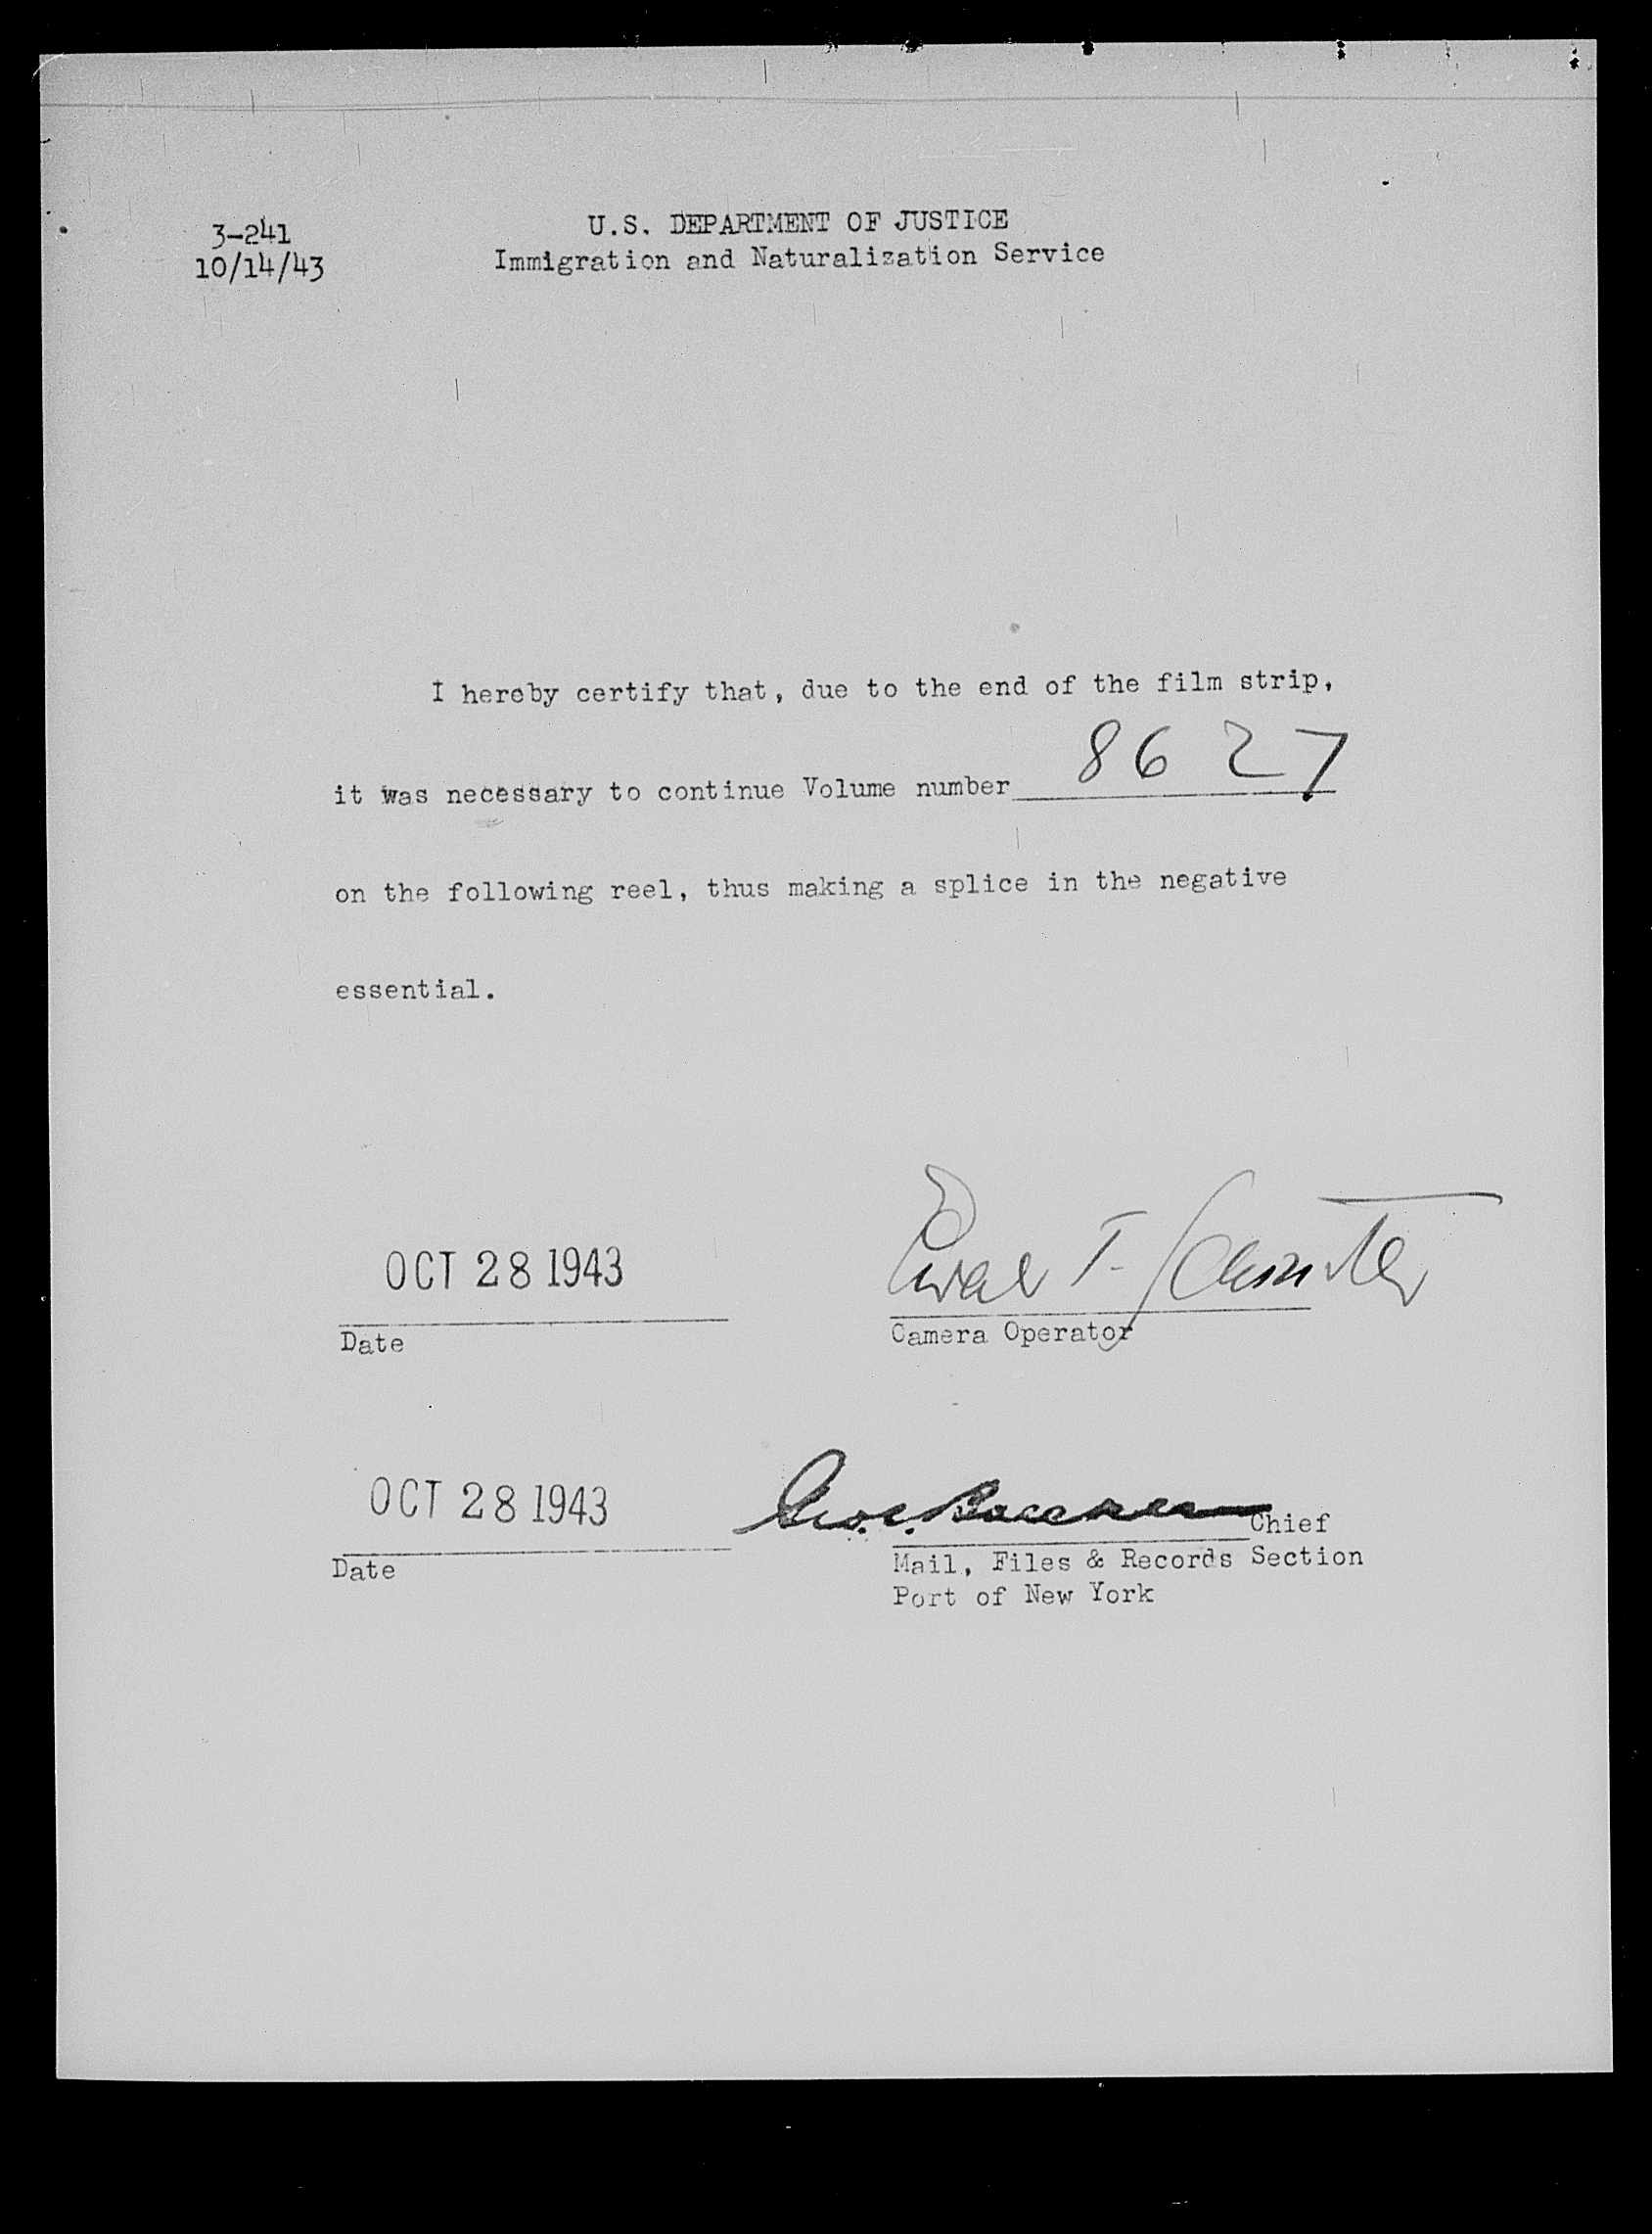 3-241
10/14/43
U.S. DEPARTMENT OF JUSTICE
Immigration and Naturalization Service
I hereby certify that, due to the end of the film strip,
it was necessary to continue Volume number 8627
on the following reel, thus making a splice in the negative
essential.
OCT 28 1943
Date
T.
Camera Operator
OCT 28 1943
Date
Chief
Mail, Files & Records Section
Port of New York